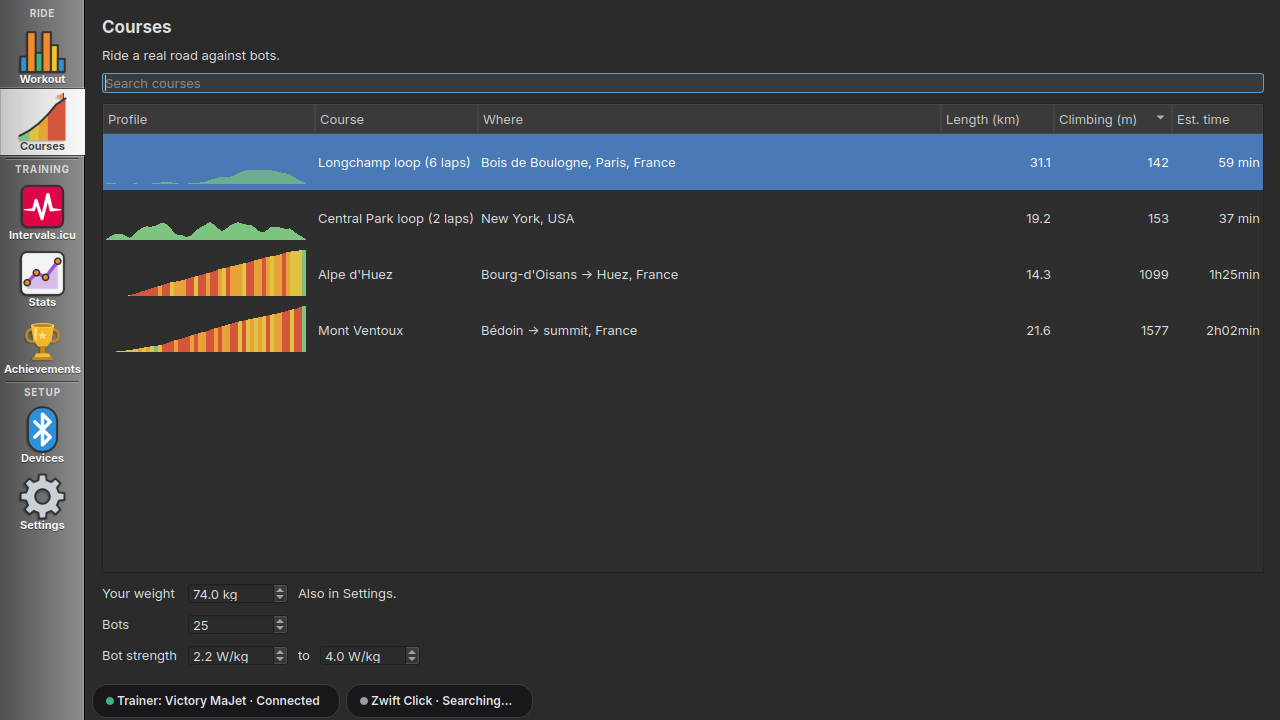 RIDE
Workout
Courses
TRAINING
Intervals.icu
Stats
Achievements
SETUP
Devices
Settings
Courses
Ride a real road against bots.
Search courses
Profile Course Where Length (km) Climbing (m) Est. time
Longchamp loop (6 laps) Bois de Boulogne, Paris, France 31.1 142 59 min
Central Park loop (2 laps) New York, USA 19.2 153 37 min
Alpe d'Huez Bourg-d'Oisans → Huez, France 14.3 1099 1h25min
Mont Ventoux Bédoin → summit, France 21.6 1577 2h02min
Your weight 74.0 kg Also in Settings.
Bots 25
Bot strength 2.2 W/kg to 4.0 W/kg
Trainer: Victory MaJet · Connected Zwift Click · Searching...